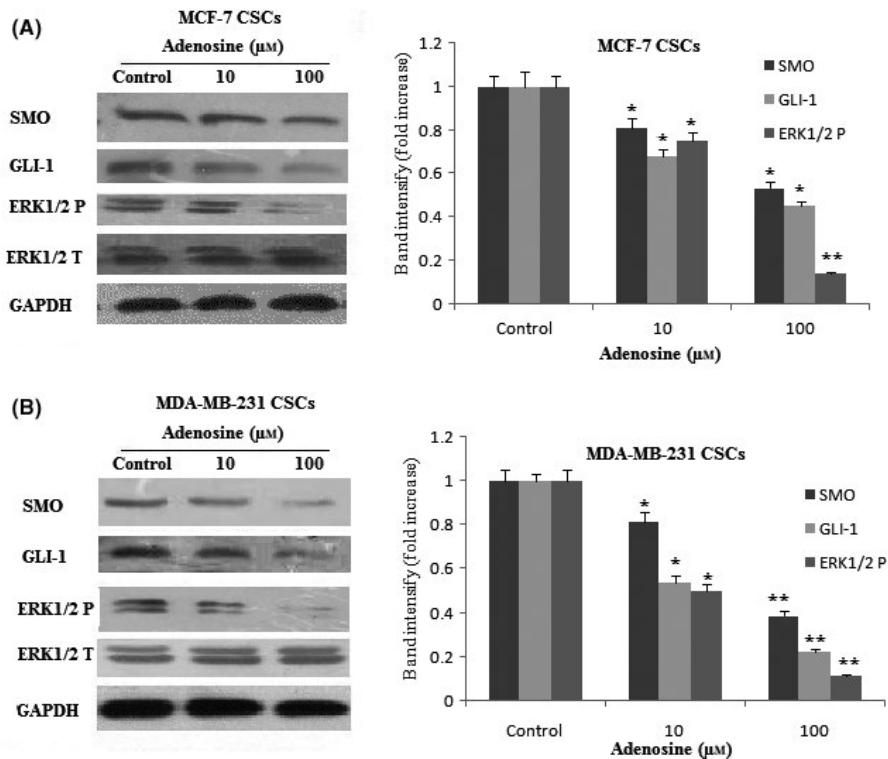 (A)
MCF-7 CSCs
Adenosine (µM)
Control 10 100
SMO
GLI-1
ERK1/2 P
ERK1/2 T
GAPDH
MCF-7 CSCs
SMO
GLI-1
ERK1/2 P
Band intensify (fold increase)
1.2
1
0.8
0.6
0.4
0.2
0
* * *
* * **
Control 10 100
Adenosine (µM)
(B)
MDA-MB-231 CSCs
Adenosine (µM)
Control 10 100
SMO
GLI-1
ERK1/2 P
ERK1/2 T
GAPDH
MDA-MB-231 CSCs
SMO
GLI-1
ERK1/2 P
Band intensify (fold increase)
1.2
1
0.8
0.6
0.4
0.2
0
* * *
** ** **
Control 10 100
Adenosine (µM)